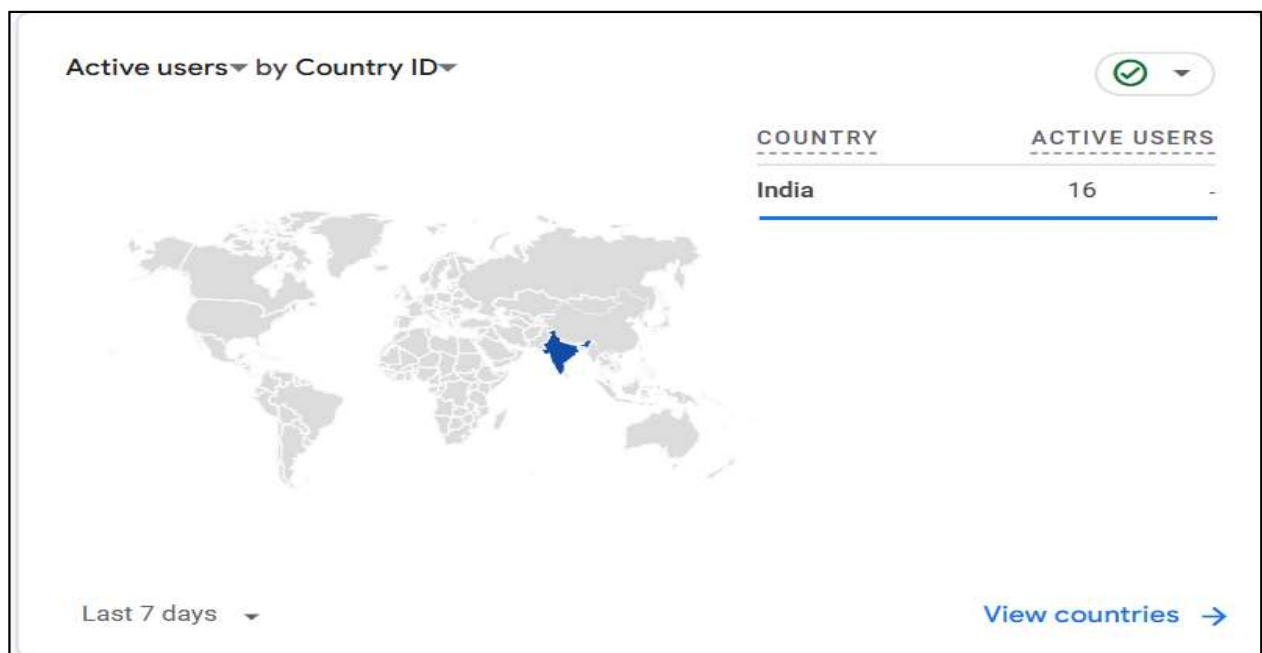 Active users by Country ID
COUNTRY ACTIVE USERS
India 16 -
Last 7 days
View countries